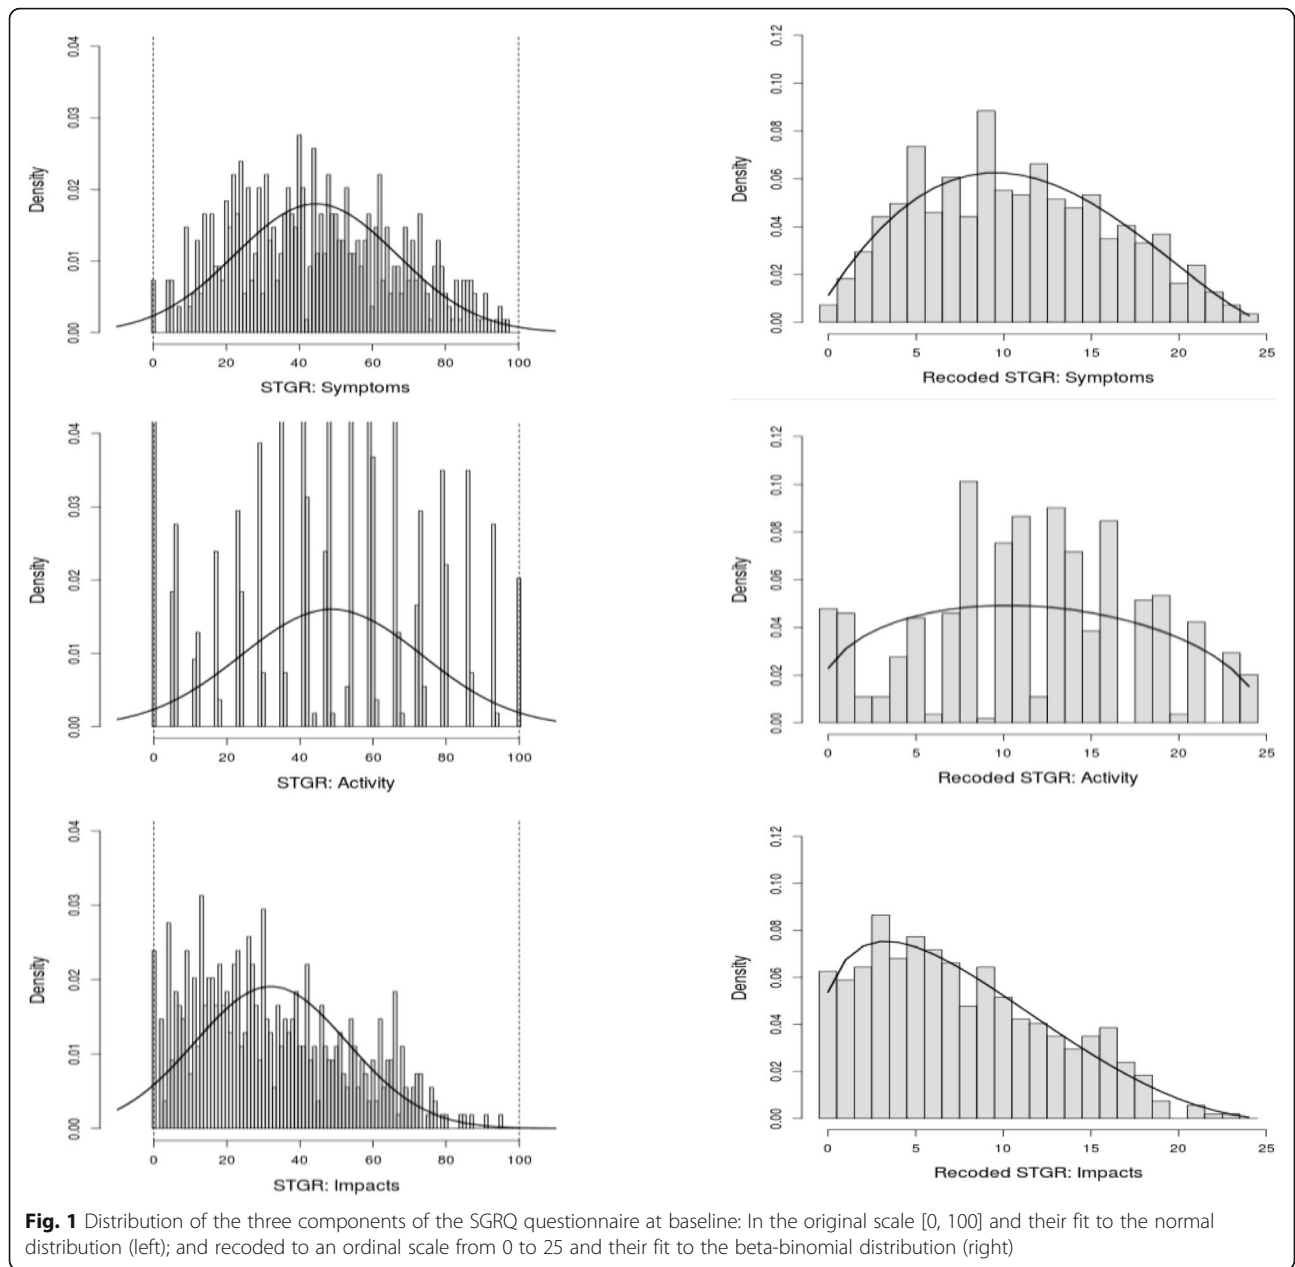 0.04
0.03
0.02
0.01
0.00
Density
0 20 40 60 80 100
STGR: Symptoms
0.12
0.10
0.08
0.06
0.04
0.02
0.00
Density
0 5 10 15 20 25
Recoded STGR: Symptoms
0.04
0.03
0.02
0.01
0.00
Density
0 20 40 60 80 100
STGR: Activity
0.12
0.10
0.08
0.06
0.04
0.02
0.00
Density
0 5 10 15 20 25
Recoded STGR: Activity
0.04
0.03
0.02
0.01
0.00
Density
0 20 40 60 80 100
STGR: Impacts
0.12
0.10
0.08
0.06
0.04
0.02
0.00
Density
0 5 10 15 20 25
Recoded STGR: Impacts
Fig. 1 Distribution of the three components of the SGRQ questionnaire at baseline: In the original scale [0, 100] and their fit to the normal
distribution (left); and recoded to an ordinal scale from 0 to 25 and their fit to the beta-binomial distribution (right)